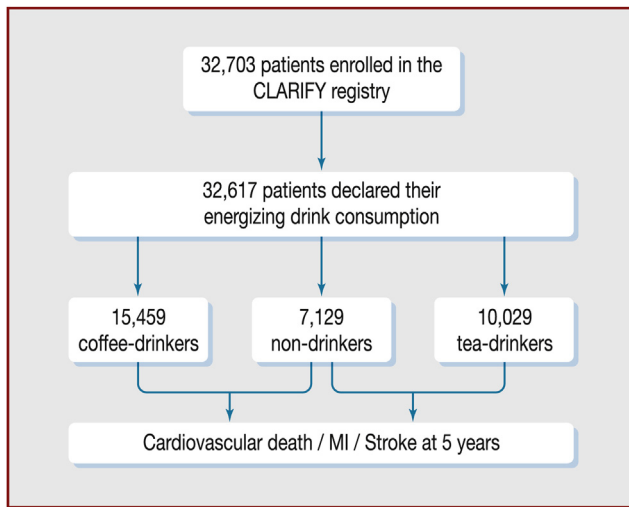 32,703 patients enrolled in the
CLARIFY registry
32,617 patients declared their
energizing drink consumption
15,459
coffee-drinkers
7,129
non-drinkers
10,029
tea-drinkers
Cardiovascular death / MI / Stroke at 5 years